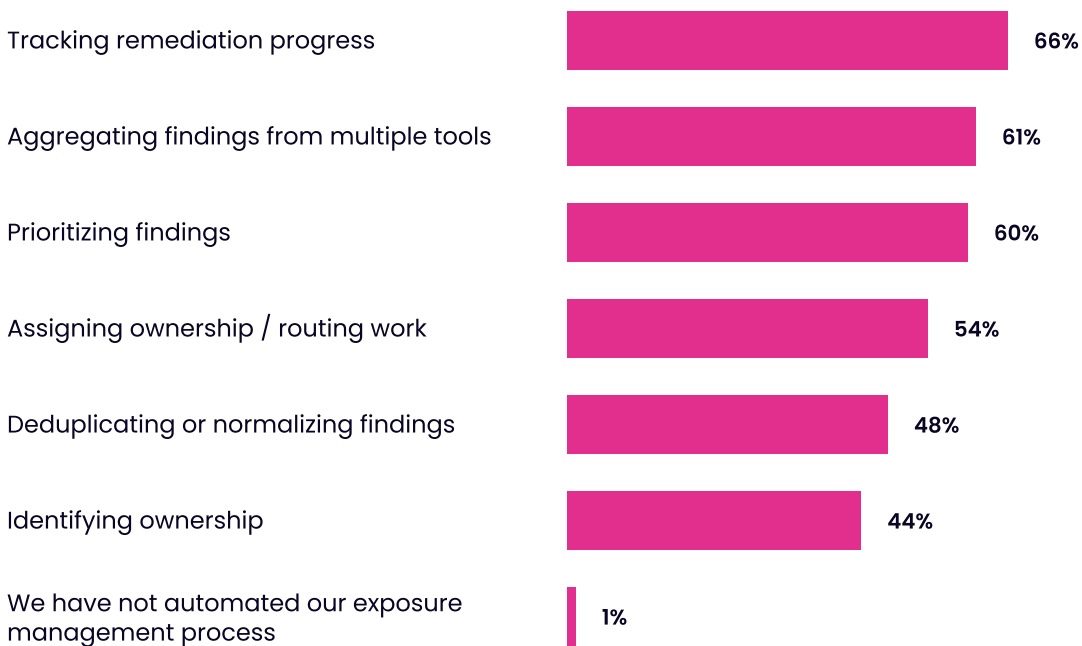 Tracking remediation progress 66%
Aggregating findings from multiple tools 61%
Prioritizing findings 60%
Assigning ownership / routing work 54%
Deduplicating or normalizing findings 48%
Identifying ownership 44%
We have not automated our exposure
management process 1%